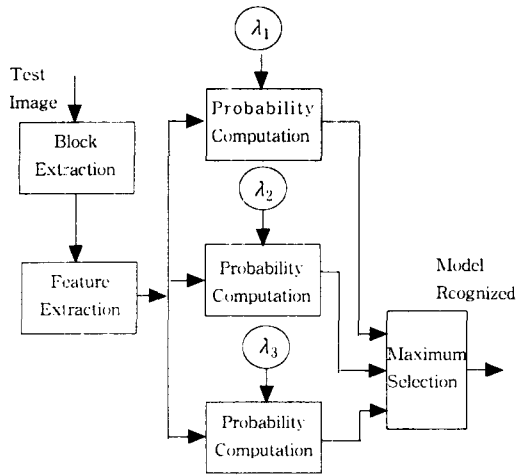 λ1
Test
Image
Probability
Computation
Block
Extraction
λ2
Feature
Extraction
Probability
Computation
Model
Rcognized
λ3
Maximum
Selection
Probability
Computation